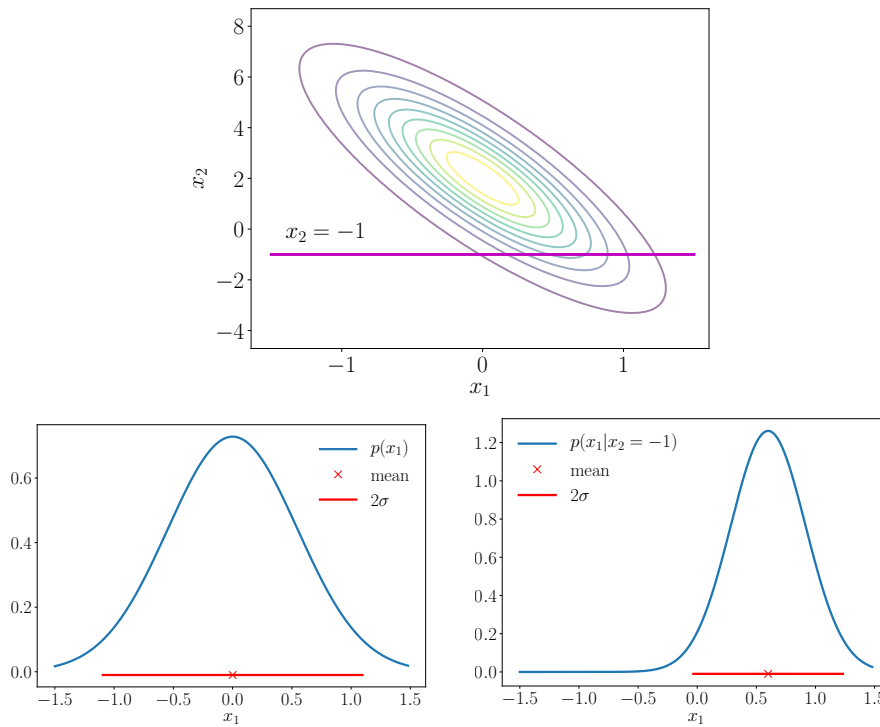 8
6
4
2
0
−2
−4
x₂
x₂ = −1
−1 0 1
x₁
0.6
0.4
0.2
0.0
p(x₁)
mean
2σ
−1.5 −1.0 −0.5 0.0 0.5 1.0 1.5
x₁
1.2
1.0
0.8
0.6
0.4
0.2
0.0
p(x₁|x₂ = −1)
mean
2σ
−1.5 −1.0 −0.5 0.0 0.5 1.0 1.5
x₁